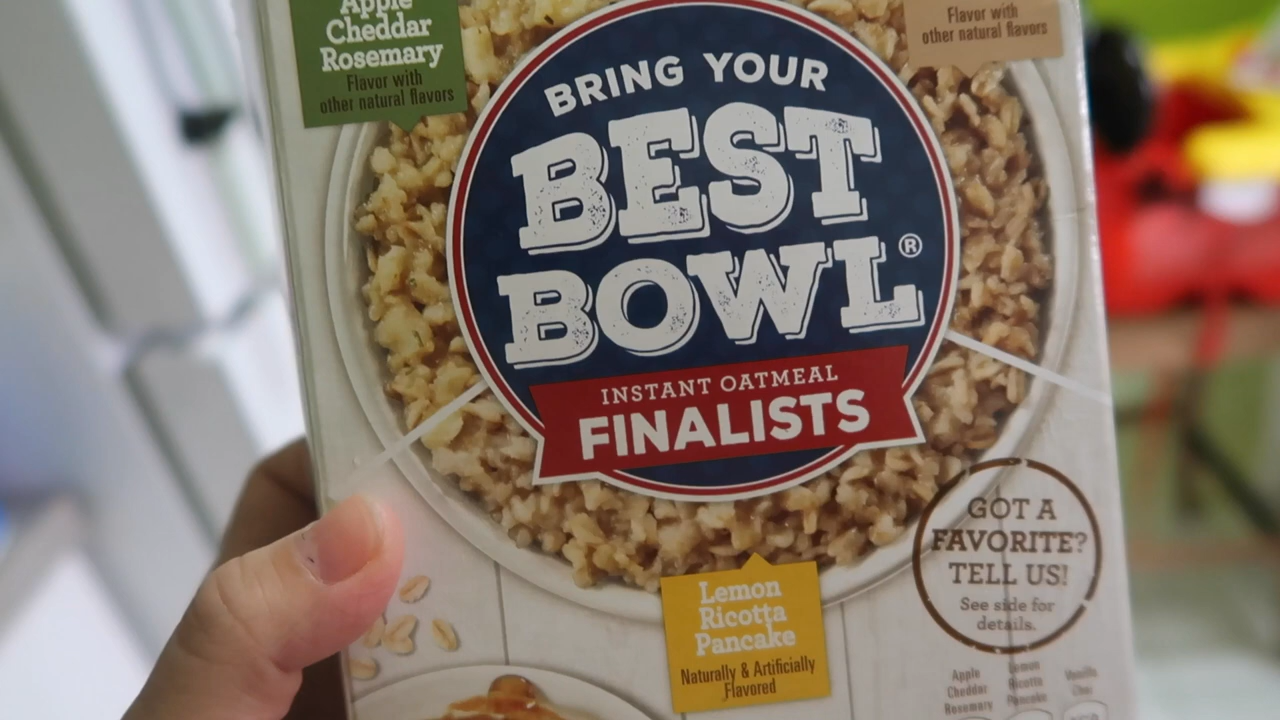 Apple
Cheddar
Rosemary
Flavor with
other natural flavors
Flavor with
other natural flavors
BRING YOUR
BEST
BOWL®
INSTANT OATMEAL
FINALISTS
GOT A
FAVORITE?
TELL US!
See side for
details.
Lemon
Ricotta
Pancake
Naturally & Artificially
Flavored
Apple
Cheddar
Rosemary
Lemon
Ricotta
Pancake
Vanilla
Chai